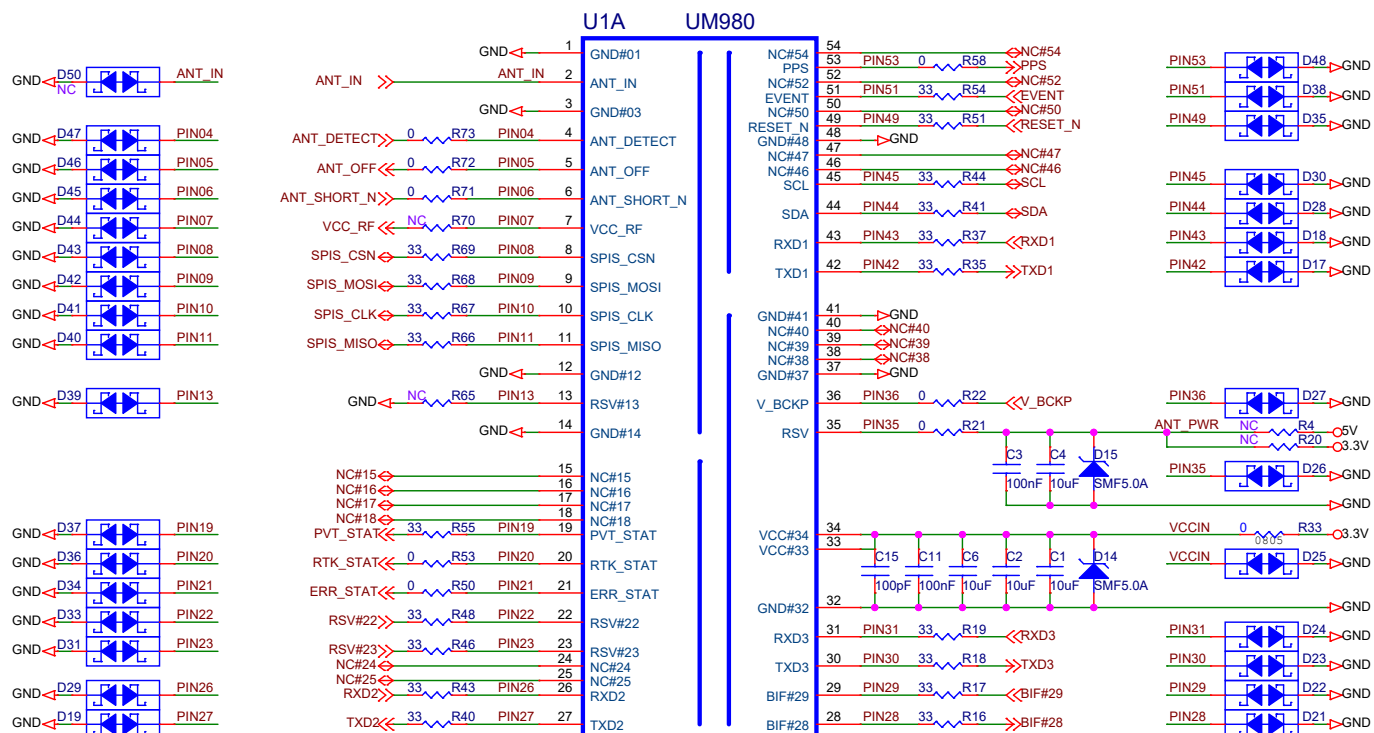 U1A UM980
GND 1 GND#01 54 NC#54 NC#54
53 PPS PIN53 0 R58 PPS PIN53 D48 GND
GND D50 NC ANT_IN ANT_IN ANT_IN 2 ANT_IN 52 NC#52 NC#52
51 EVENT PIN51 33 R54 EVENT PIN51 D38 GND
GND 3 GND#03 50 NC#50 NC#50
49 RESET_N PIN49 33 R51 RESET_N PIN49 D35 GND
GND D47 PIN04 ANT_DETECT 0 R73 PIN04 4 ANT_DETECT 48 GND#48 GND
47 NC#47 NC#47
GND D46 PIN05 ANT_OFF 0 R72 PIN05 5 ANT_OFF 46 NC#46 NC#46
45 SCL PIN45 33 R44 SCL PIN45 D30 GND
GND D45 PIN06 ANT_SHORT_N 0 R71 PIN06 6 ANT_SHORT_N 44 SDA PIN44 33 R41 SDA PIN44 D28 GND
GND D44 PIN07 VCC_RF NC R70 PIN07 7 VCC_RF 43 RXD1 PIN43 33 R37 RXD1 PIN43 D18 GND
GND D43 PIN08 SPIS_CSN 33 R69 PIN08 8 SPIS_CSN 42 TXD1 PIN42 33 R35 TXD1 PIN42 D17 GND
GND D42 PIN09 SPIS_MOSI 33 R68 PIN09 9 SPIS_MOSI
GND D41 PIN10 SPIS_CLK 33 R67 PIN10 10 SPIS_CLK 41 GND#41 GND
40 NC#40 NC#40
GND D40 PIN11 SPIS_MISO 33 R66 PIN11 11 SPIS_MISO 39 NC#39 NC#39
38 NC#38 NC#38
GND 12 GND#12 37 GND#37 GND
GND D39 PIN13 GND NC R65 PIN13 13 RSV#13 36 V_BCKP PIN36 0 R22 V_BCKP PIN36 D27 GND
GND 14 GND#14 35 RSV PIN35 0 R21 ANT_PWR NC R4 5V
NC R20 3.3V
C3 100nF C4 10uF D15 SMF5.0A PIN35 D26 GND
NC#15 15 NC#15
NC#16 16 NC#16
NC#17 17 NC#17 GND
NC#18 18 NC#18
GND D37 PIN19 PVT_STAT 33 R55 PIN19 19 PVT_STAT 34 VCC#34 VCCIN 0 0805 R33 3.3V
33 VCC#33
GND D36 PIN20 RTK_STAT 0 R53 PIN20 20 RTK_STAT C15 100pF C11 100nF C6 10uF C2 10uF C1 10uF D14 SMF5.0A VCCIN D25 GND
GND D34 PIN21 ERR_STAT 0 R50 PIN21 21 ERR_STAT
32 GND#32 GND
GND D33 PIN22 RSV#22 33 R48 PIN22 22 RSV#22
31 RXD3 PIN31 33 R19 RXD3 PIN31 D24 GND
GND D31 PIN23 RSV#23 33 R46 PIN23 23 RSV#23
NC#24 24 NC#24 30 TXD3 PIN30 33 R18 TXD3 PIN30 D23 GND
NC#25 25 NC#25
GND D29 PIN26 RXD2 33 R43 PIN26 26 RXD2 29 BIF#29 PIN29 33 R17 BIF#29 PIN29 D22 GND
GND D19 PIN27 TXD2 33 R40 PIN27 27 TXD2 28 BIF#28 PIN28 33 R16 BIF#28 PIN28 D21 GND